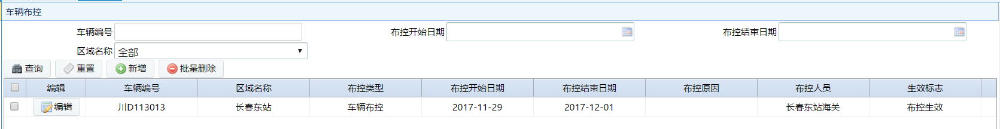 车辆布控
车辆编号 布控开始日期 布控结束日期
区域名称 全部
查询 重置 新增 批量删除
编辑 车辆编号 区域名称 布控类型 布控开始日期 布控结束日期 布控原因 布控人员 生效标志
编辑 川D113013 长春东站 车辆布控 2017-11-29 2017-12-01 长春东站海关 布控生效